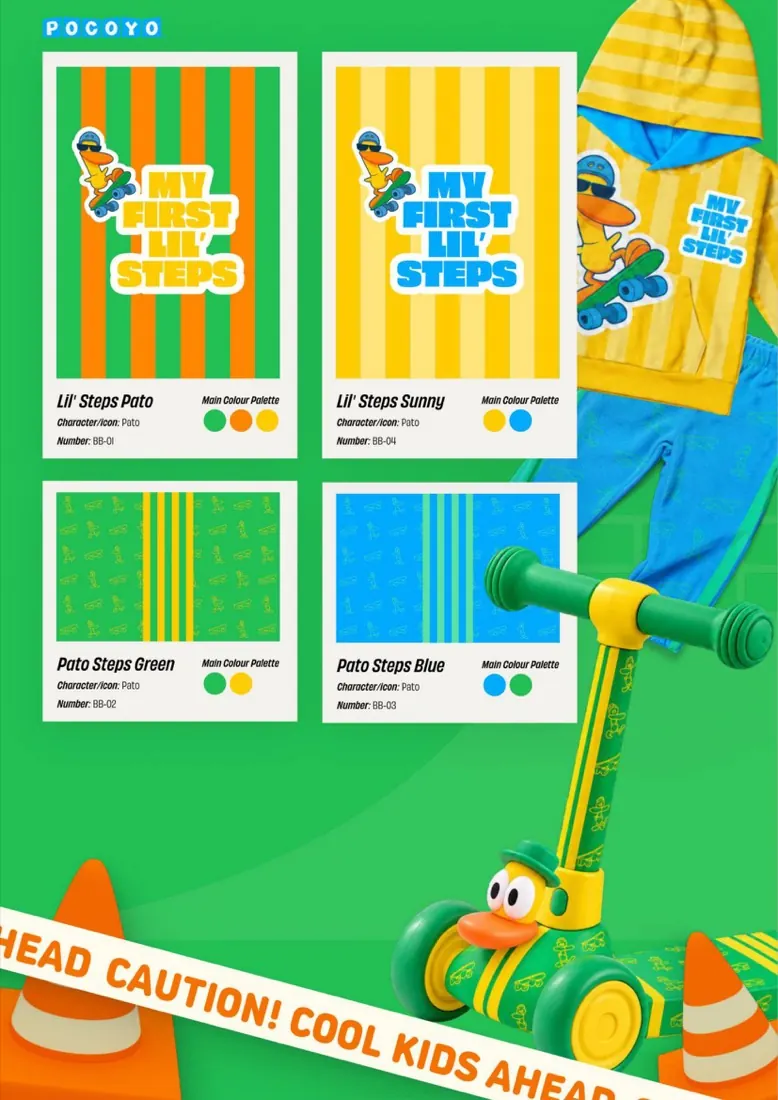 POCOYO
MY
FIRST
LIL'
STEPS
Lil' Steps Pato
Main Colour Palette
Character/icon: Pato
Number: BB-01
MY
FIRST
LIL'
STEPS
Lil' Steps Sunny
Main Colour Palette
Character/icon: Pato
Number: BB-04
MY
FIRST
LIL'
STEPS
Pato Steps Green
Main Colour Palette
Character/icon: Pato
Number: BB-02
Pato Steps Blue
Main Colour Palette
Character/icon: Pato
Number: BB-03
HEAD CAUTION! COOL KIDS AHEAD